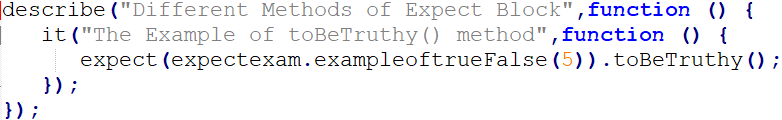 describe("Different Methods of Expect Block",function () {
   it("The Example of toBeTruthy() method",function () {
      expect(expectexam.exampleoftrueFalse(5)).toBeTruthy();
   });
});